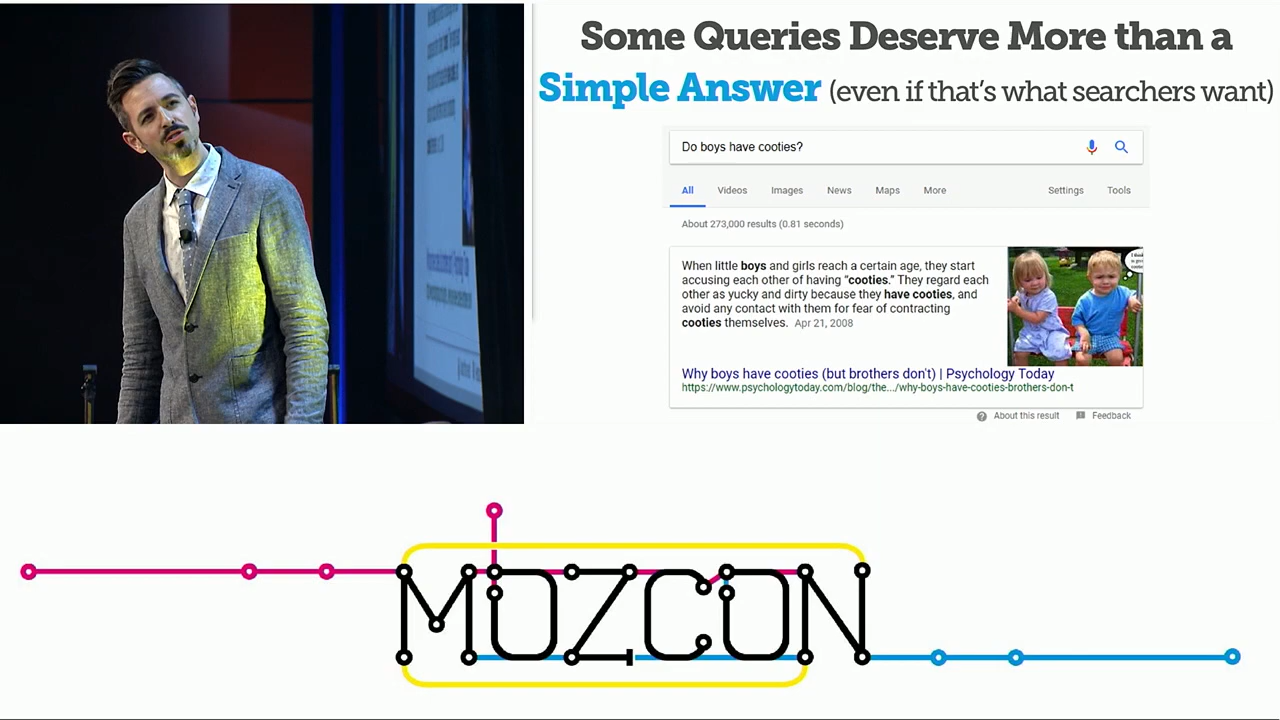 Some Queries Deserve More than a
Simple Answer (even if that's what searchers want)
Do boys have cooties?
All Videos Images News Maps More Settings Tools
About 273,000 results (0.81 seconds)
When little boys and girls reach a certain age, they start
accusing each other of having “cooties.” They regard each
other as yucky and dirty because they have cooties, and
avoid any contact with them for fear of contracting
cooties themselves. Apr 21, 2008
Why boys have cooties (but brothers don't) | Psychology Today
https://www.psychologytoday.com/blog/the.../why-boys-have-cooties-brothers-don-t
About this result Feedback
MOZCON